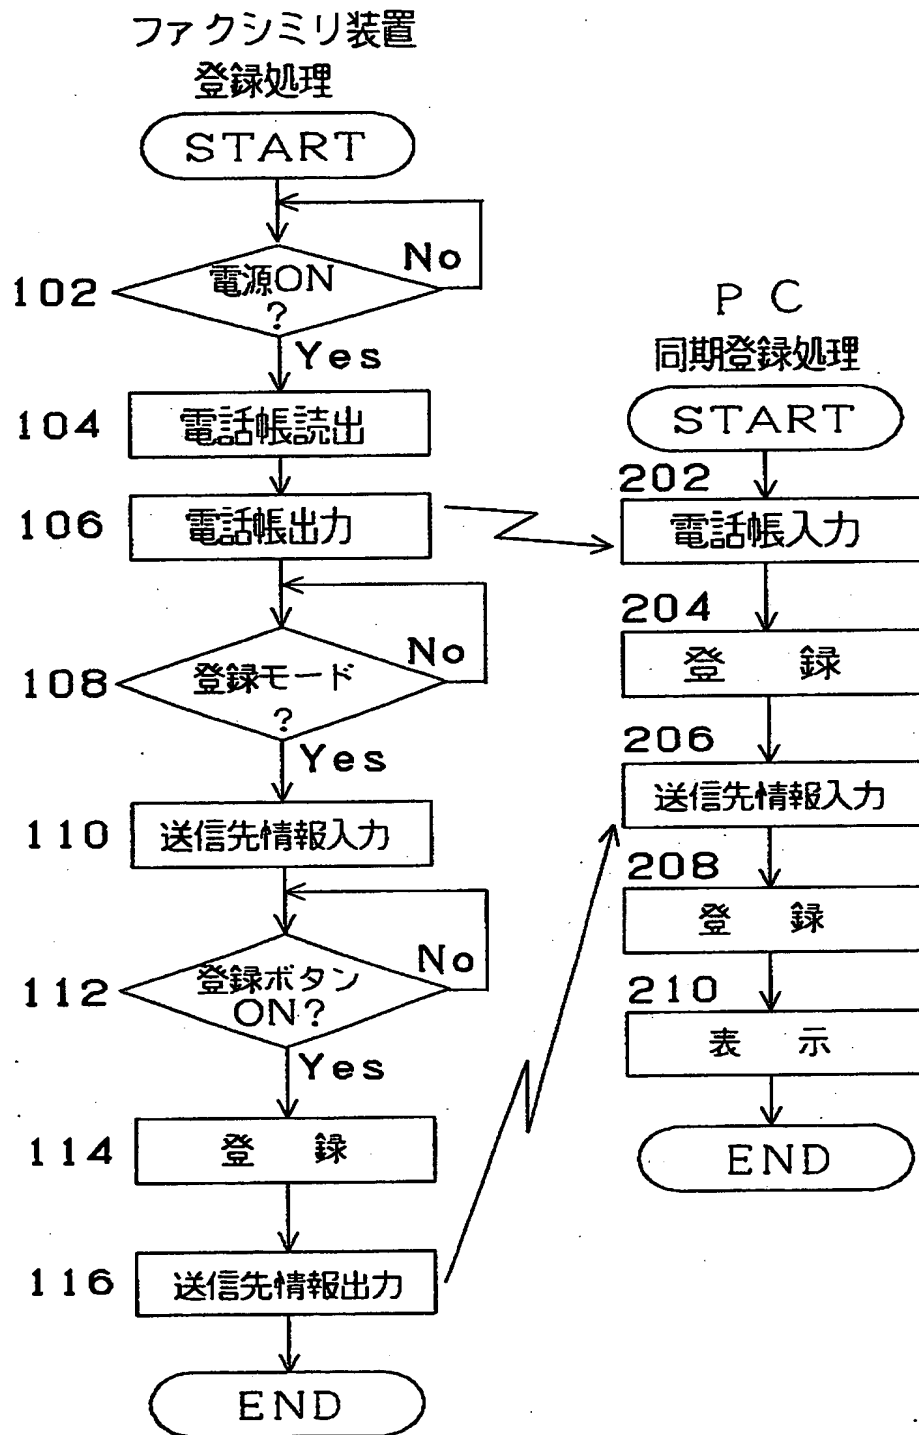 ファクシミリ装置
登録処理
START
No
102
電源ON
?
Yes
104
電話帳読出
106
電話帳出力
No
108
登録モード
?
Yes
110
送信先情報入力
No
112
登録ボタン
ON?
Yes
114
登 録
116
送信先情報出力
END
PC
同期登録処理
START
202
電話帳入力
204
登 録
206
送信先情報入力
208
登 録
210
表 示
END